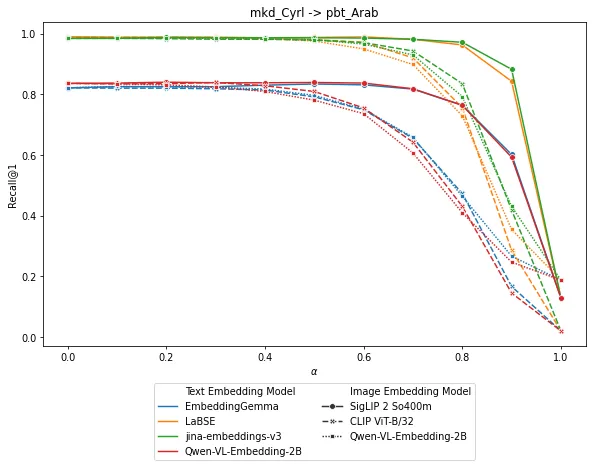 mkd_Cyrl -> pbt_Arab
Recall@1
1.0
0.8
0.6
0.4
0.2
0.0
0.0 0.2 0.4 0.6 0.8 1.0
α
Text Embedding Model
EmbeddingGemma
LaBSE
jina-embeddings-v3
Qwen-VL-Embedding-2B
Image Embedding Model
SigLIP 2 So400m
CLIP ViT-B/32
Qwen-VL-Embedding-2B